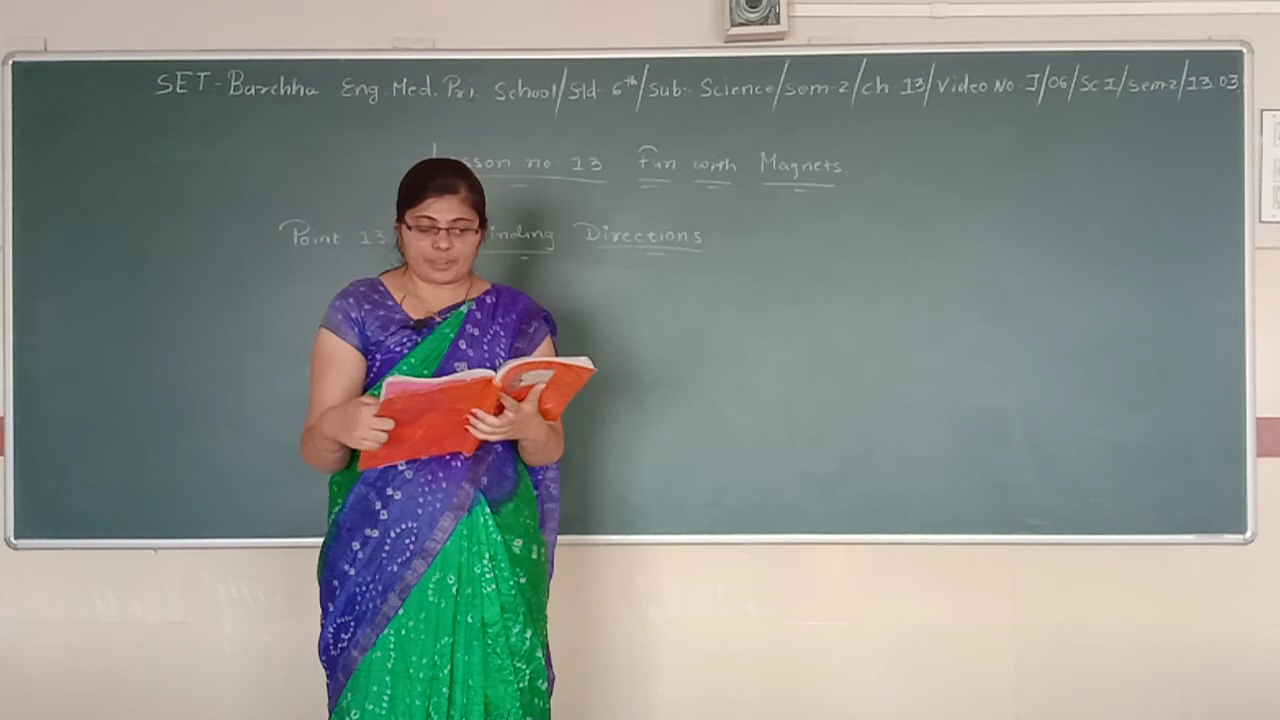 SET-Barchha Eng. Med. Pri. School/Std- 6th/Sub:- Science/Sem-2/Ch 13/Video No- J/06/Sc I/Sem2/13.03
Lesson no 13 Fun with Magnets.
Point 13 Finding Directions